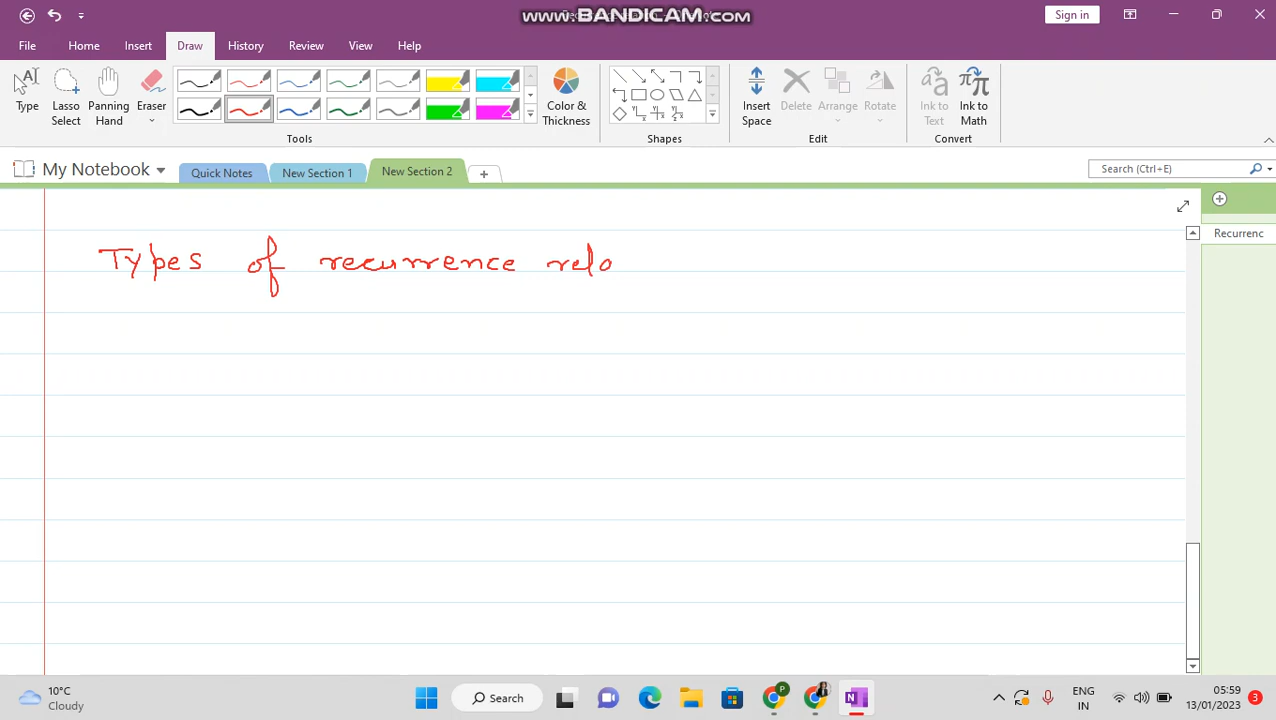 www.BANDICAM.com
Sign in
File Home Insert Draw History Review View Help
Type Lasso Select Panning Hand Eraser Color & Thickness Insert Space Delete Arrange Rotate Ink to Text Ink to Math
Tools Shapes Edit Convert
My Notebook Quick Notes New Section 1 New Section 2 Search (Ctrl+E)
Recurrenc
Types of recurrence relo
10°C
Cloudy
Search
ENG
IN
05:59
13/01/2023
3